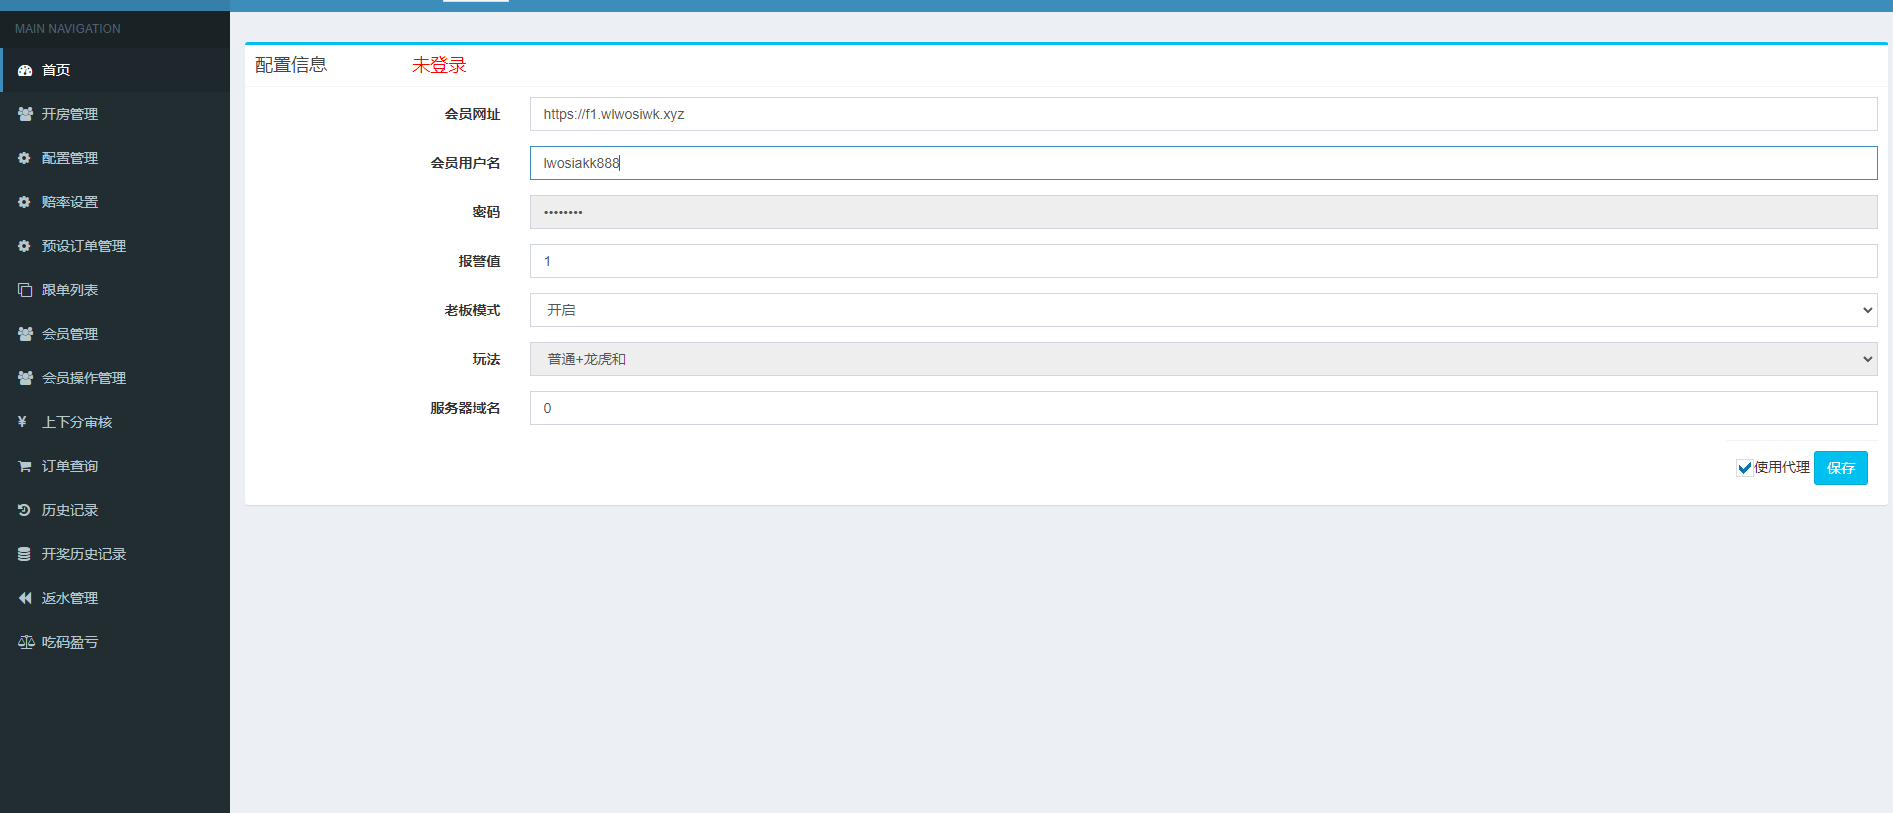 MAIN NAVIGATION
首页
开房管理
配置管理
赔率设置
预设订单管理
跟单列表
会员管理
会员操作管理
上下分审核
订单查询
历史记录
开奖历史记录
返水管理
吃码盈亏
配置信息 未登录
会员网址 https://f1.wlwosiwk.xyz
会员用户名 lwosiakk888
密码 ••••••••
报警值 1
老板模式 开启
玩法 普通+龙虎和
服务器域名 0
使用代理 保存